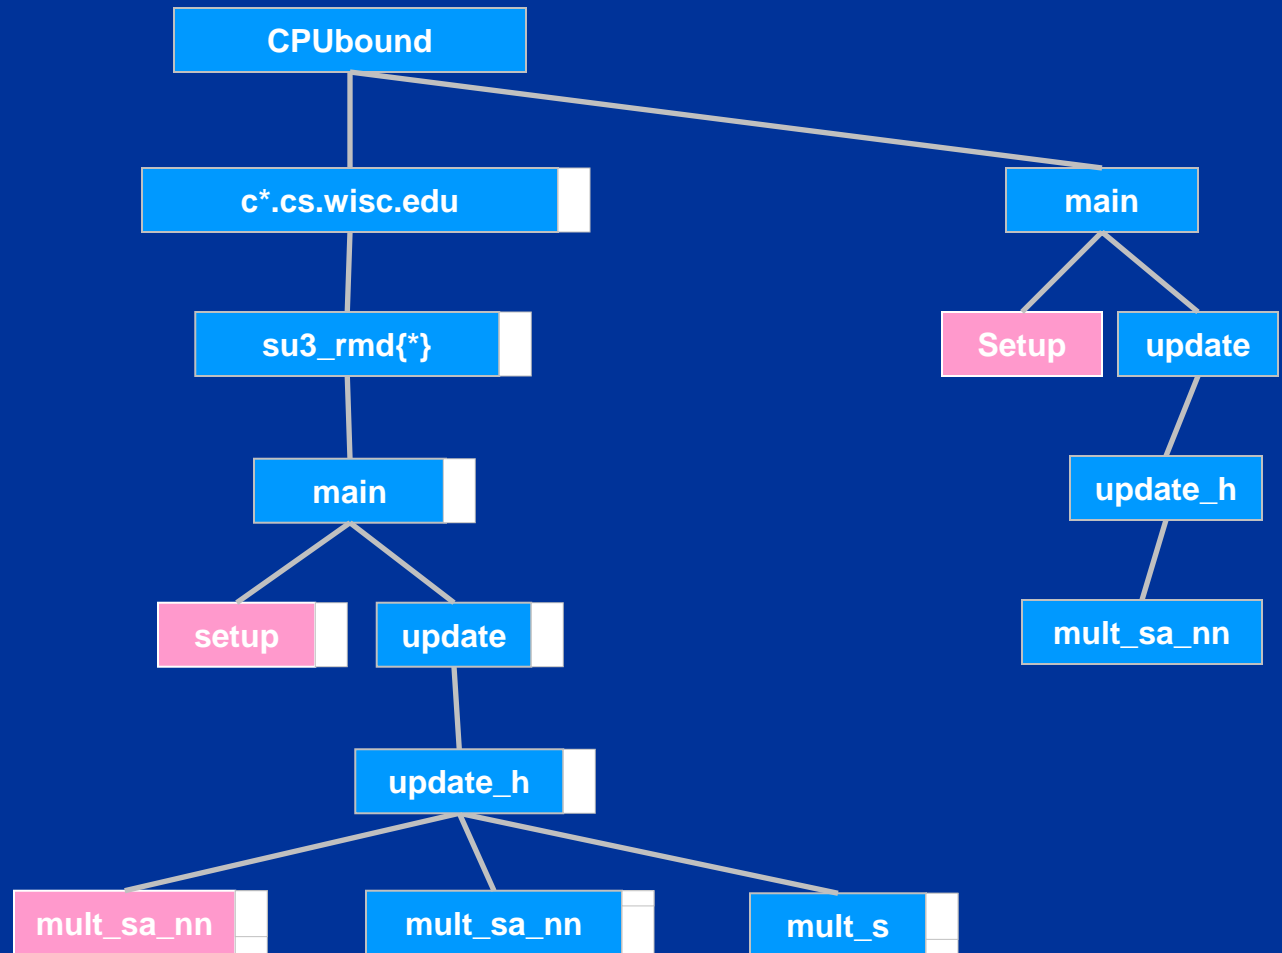 CPUbound
c*.cs.wisc.edu
main
su3_rmd{*}
Setup
update
main
update_h
setup
update
mult_sa_nn
update_h
mult_sa_nn
mult_sa_nn
mult_s